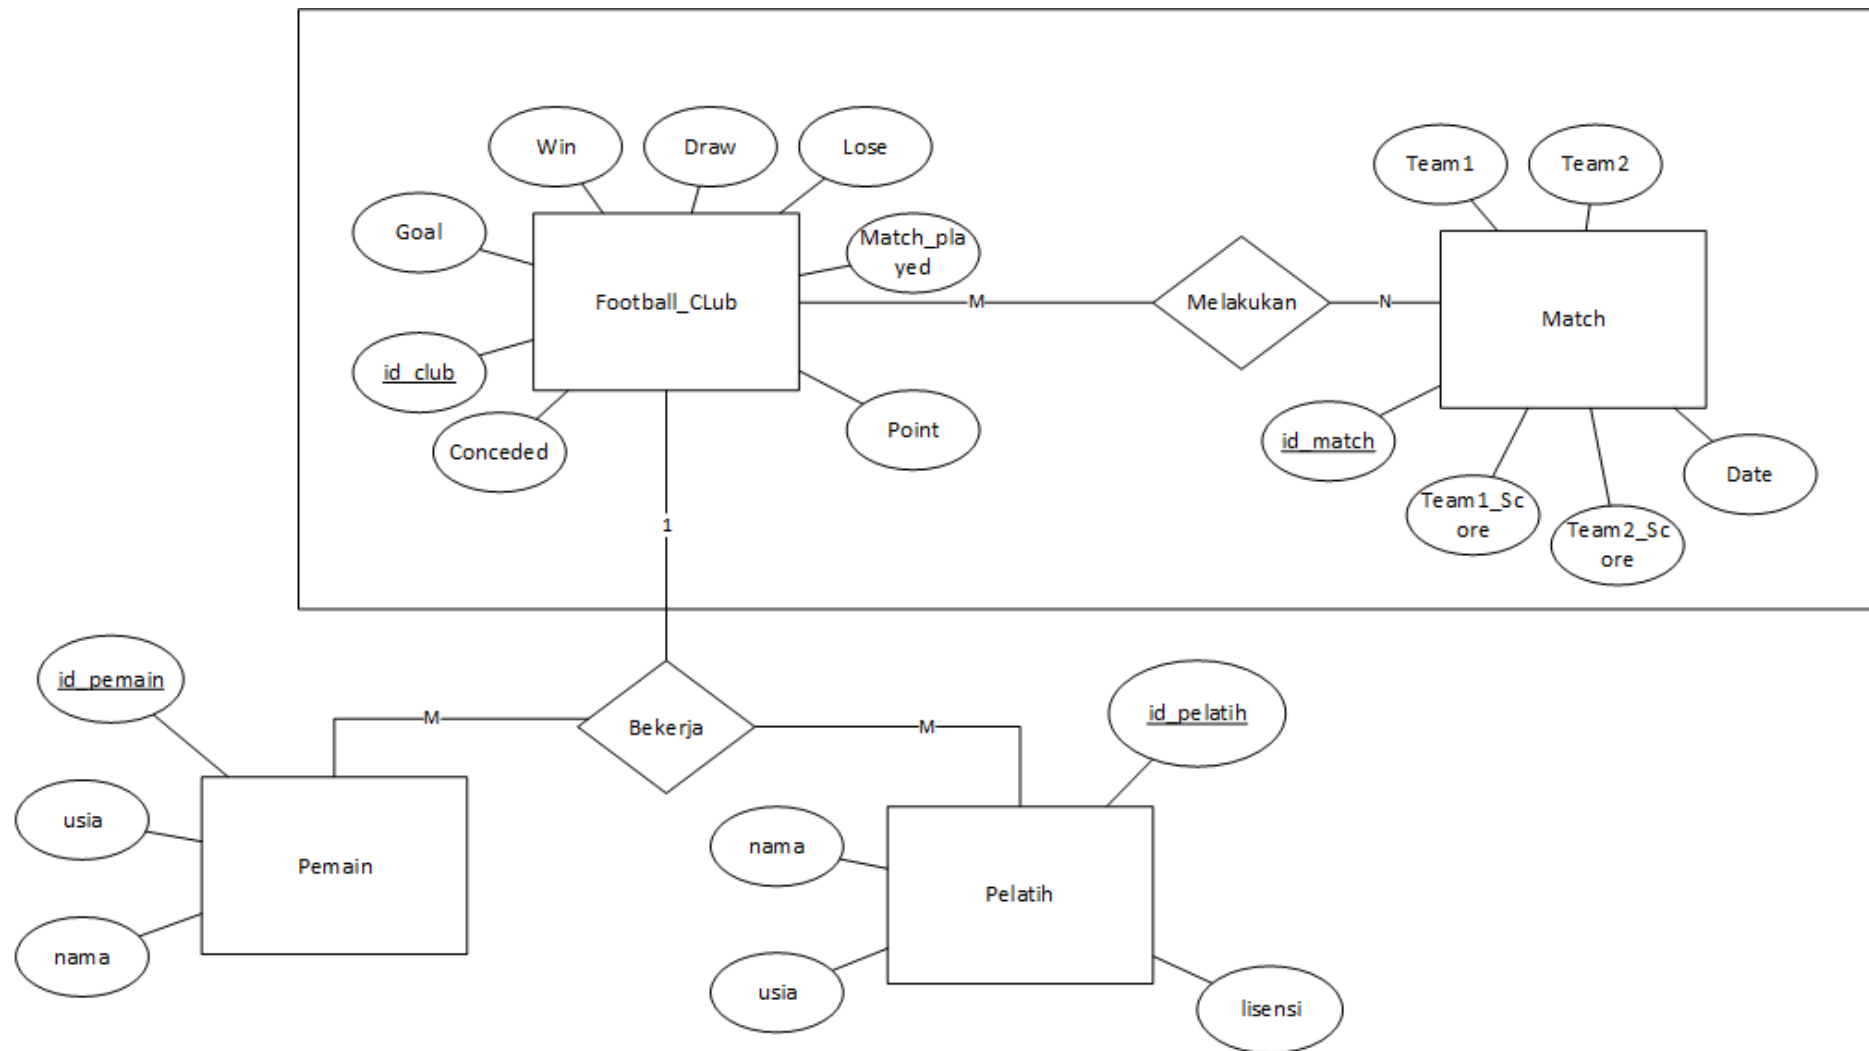 Win
Draw
Lose
Team1
Team2
Goal
Match_pla
yed
Football_CLub
M
Melakukan
N
Match
id_club
Conceded
Point
id_match
Team1_Sc
ore
Team2_Sc
ore
Date
1
id_pemain
M
Bekerja
M
id_pelatih
usia
nama
Pemain
Pelatih
nama
usia
lisensi